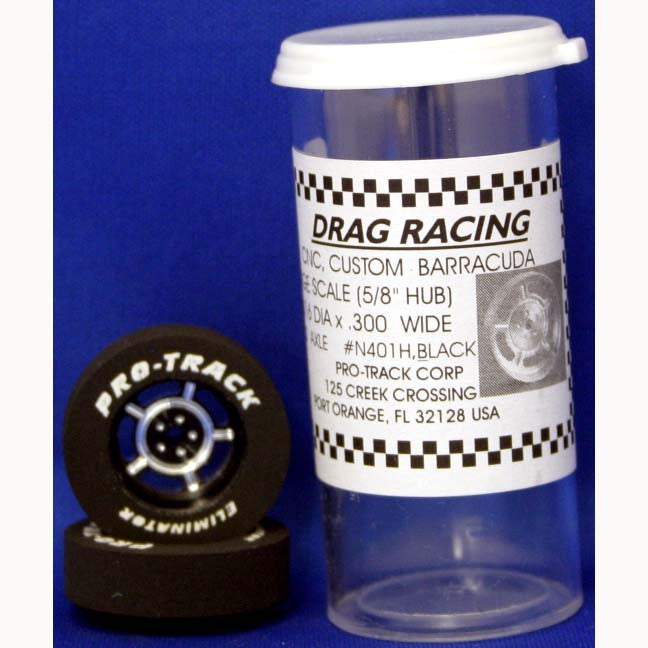 PRO-TRACK
ELIMINATOR
DRAG RACING
CNC, CUSTOM BARRACUDA
SCALE (5/8" HUB)
DIA x .300 WIDE
AXLE #N401H,BLACK
PRO-TRACK CORP
125 CREEK CROSSING
PORT ORANGE, FL 32128 USA